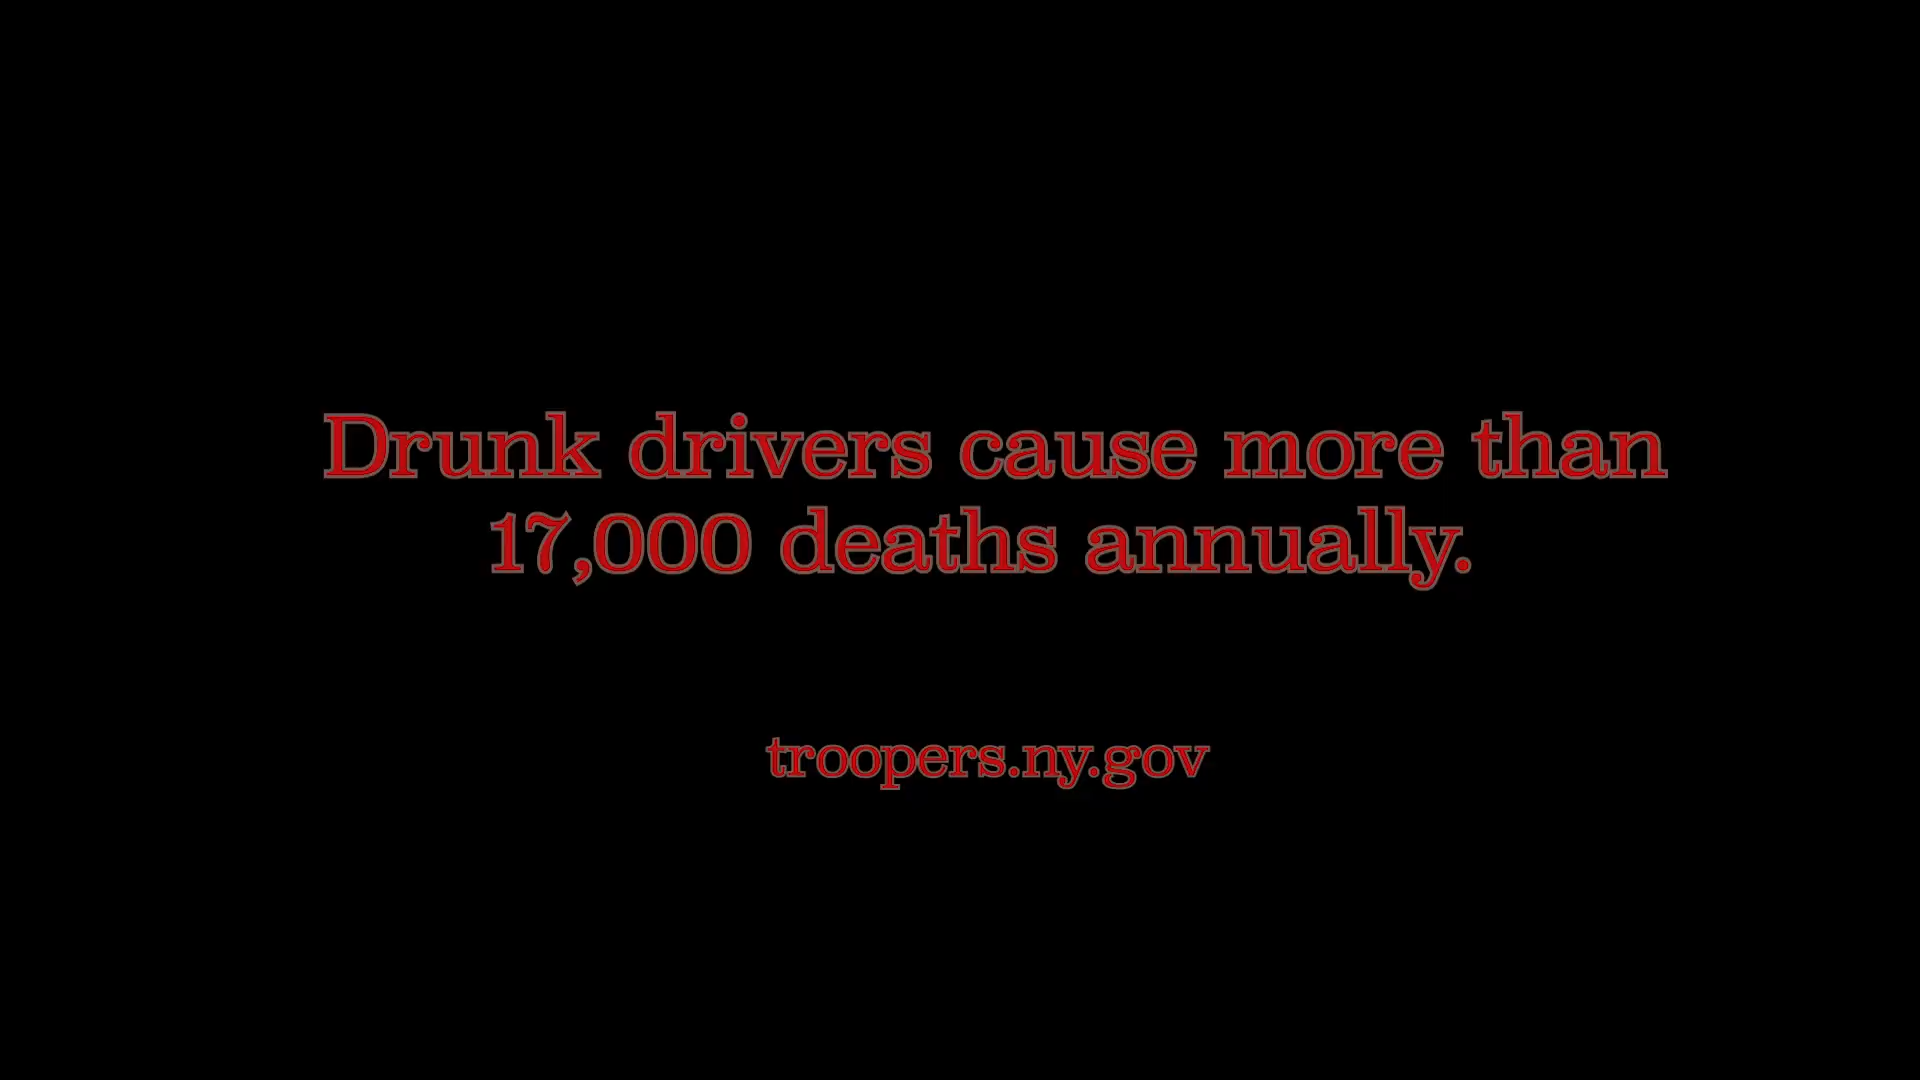 Drunk drivers cause more than
17,000 deaths annually.
troopers.ny.gov